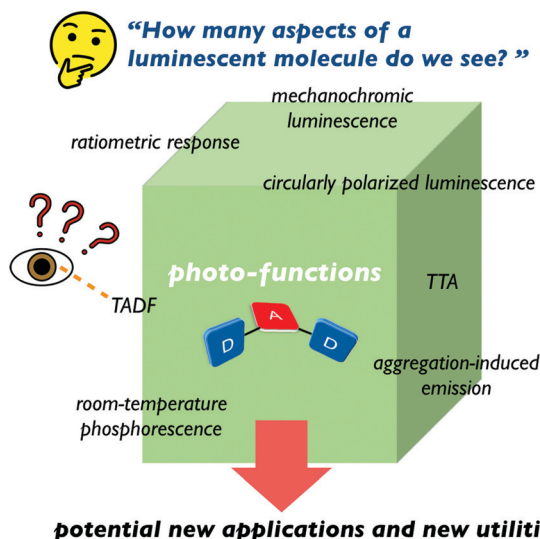 “How many aspects of a
luminescent molecule do we see? ”
mechanochromic
luminescence
ratiometric response
circularly polarized luminescence
? ? ?
photo-functions
TTA
TADF
A
D
D
aggregation-induced
emission
room-temperature
phosphorescence
potential new applications and new utiliti